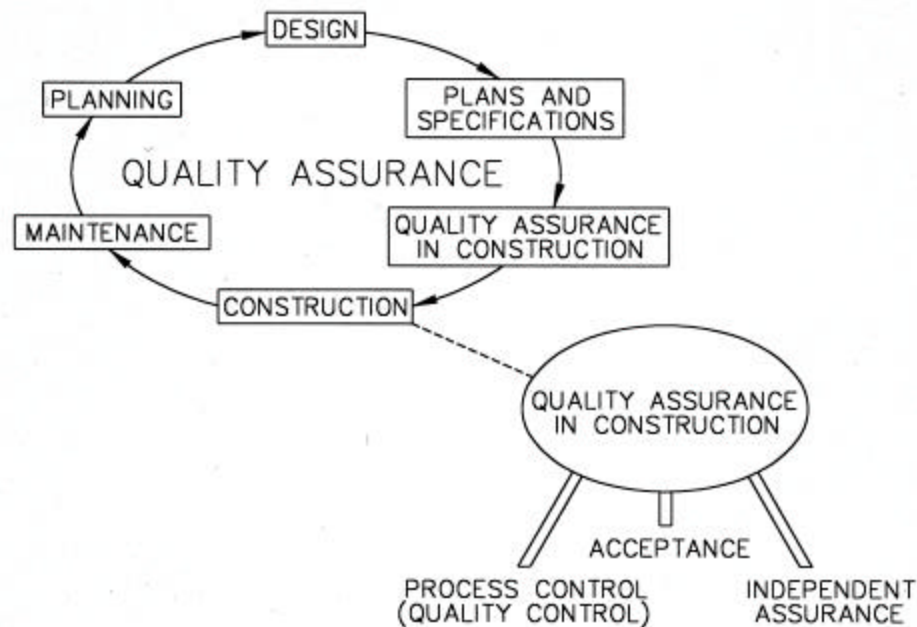 DESIGN
PLANNING
PLANS AND
SPECIFICATIONS
QUALITY ASSURANCE
MAINTENANCE
QUALITY ASSURANCE
IN CONSTRUCTION
CONSTRUCTION
QUALITY ASSURANCE
IN CONSTRUCTION
ACCEPTANCE
PROCESS CONTROL
(QUALITY CONTROL)
INDEPENDENT
ASSURANCE